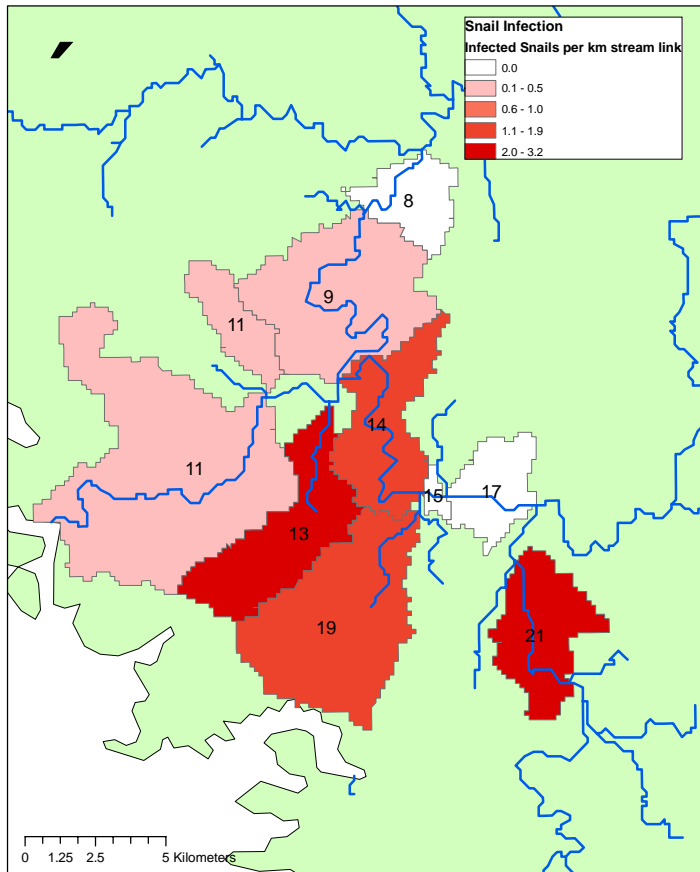 Snail Infection
Infected Snails per km stream link
0.0
0.1 - 0.5
0.6 - 1.0
1.1 - 1.9
2.0 - 3.2
8
9
11
14
11
15
17
13
19
21
0 1.25 2.5 5 Kilometers